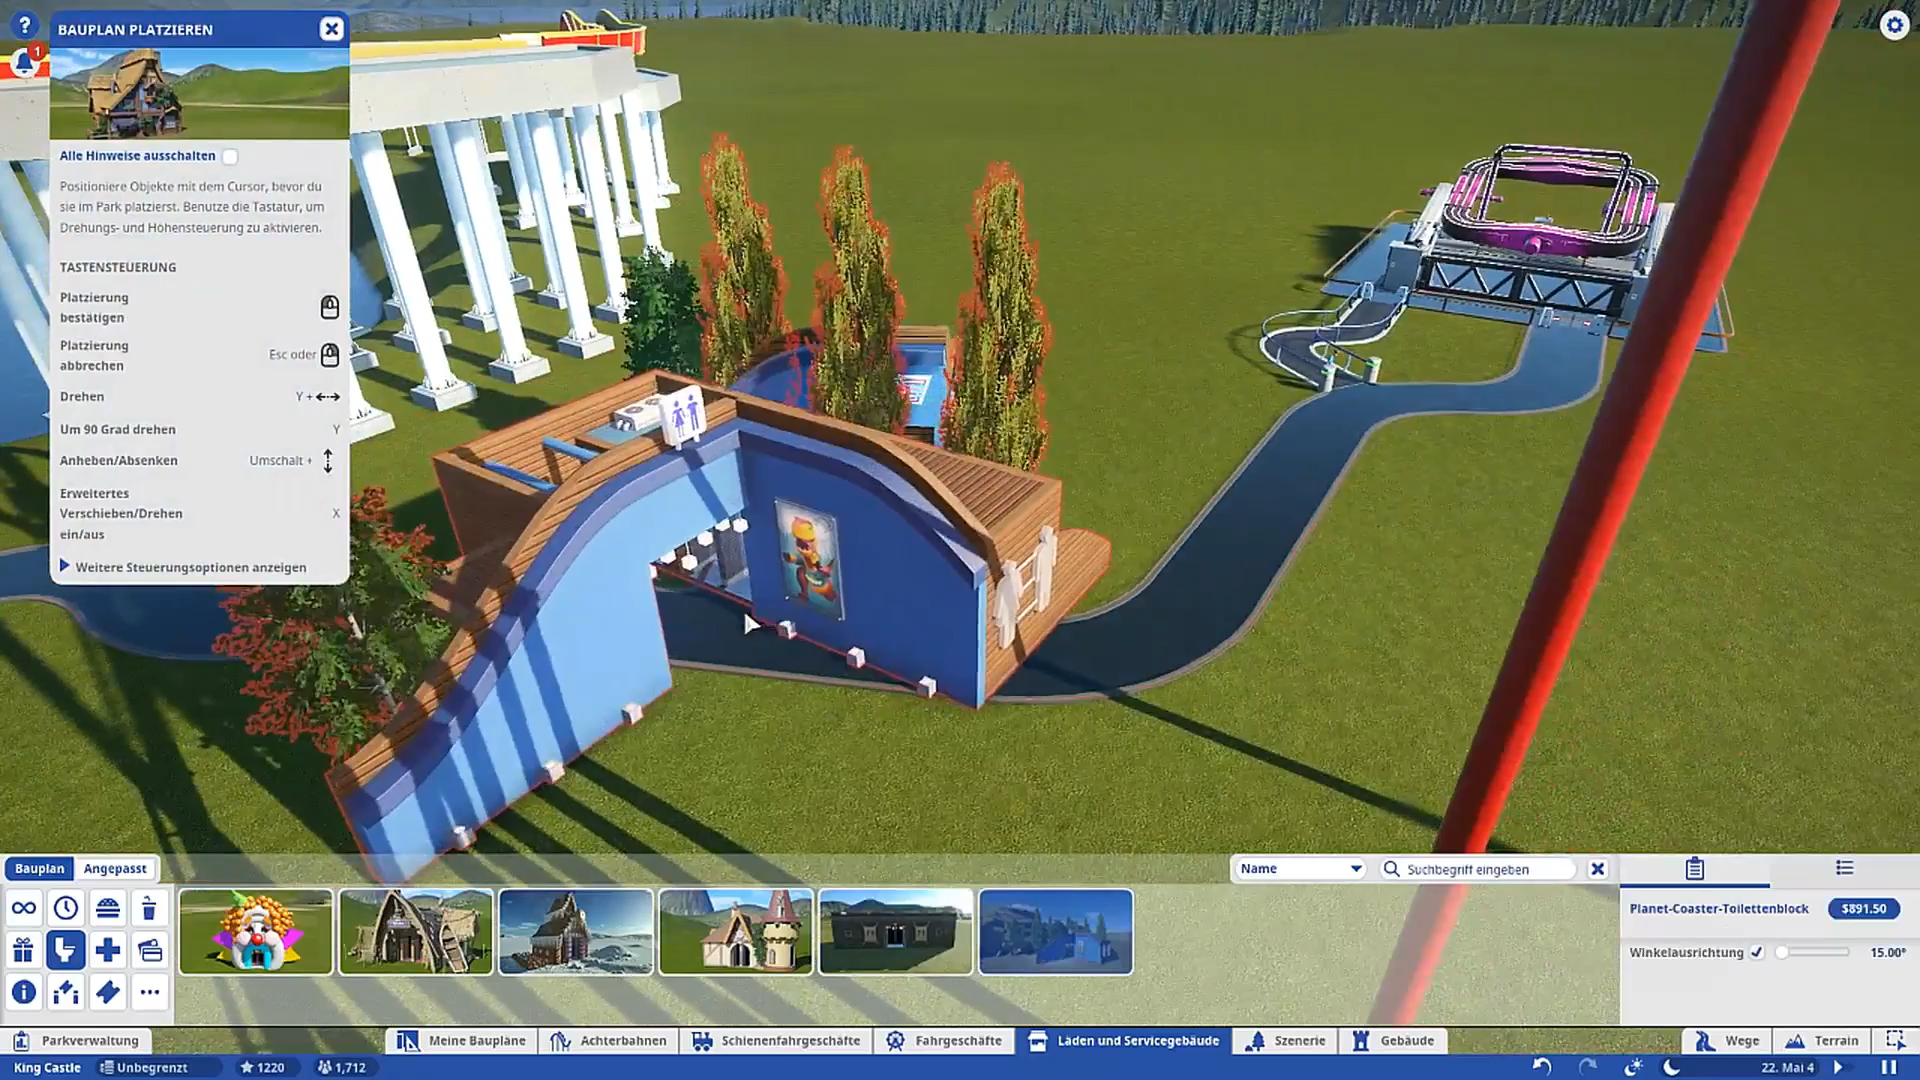 ?
1
BAUPLAN PLATZIEREN
Alle Hinweise ausschalten
Positioniere Objekte mit dem Cursor, bevor du
sie im Park platzierst. Benutze die Tastatur, um
Drehungs- und Höhensteuerung zu aktivieren.
TASTENSTEUERUNG
Platzierung
bestätigen
Platzierung
abbrechen
Esc oder
Drehen
Y +
Um 90 Grad drehen
Y
Anheben/Absenken
Umschalt +
Erweitertes
Verschieben/Drehen
ein/aus
X
Weitere Steuerungsoptionen anzeigen
Bauplan
Angepasst
Name
Suchbegriff eingeben
Planet-Coaster-Toilettenblock
$891.50
Winkelausrichtung
15.00°
Parkverwaltung
Meine Baupläne
Achterbahnen
Schienenfahrgeschäfte
Fahrgeschäfte
Läden und Servicegebäude
Szenerie
Gebäude
Wege
Terrain
King Castle
Unbegrenzt
1220
1,712
22. Mai 4